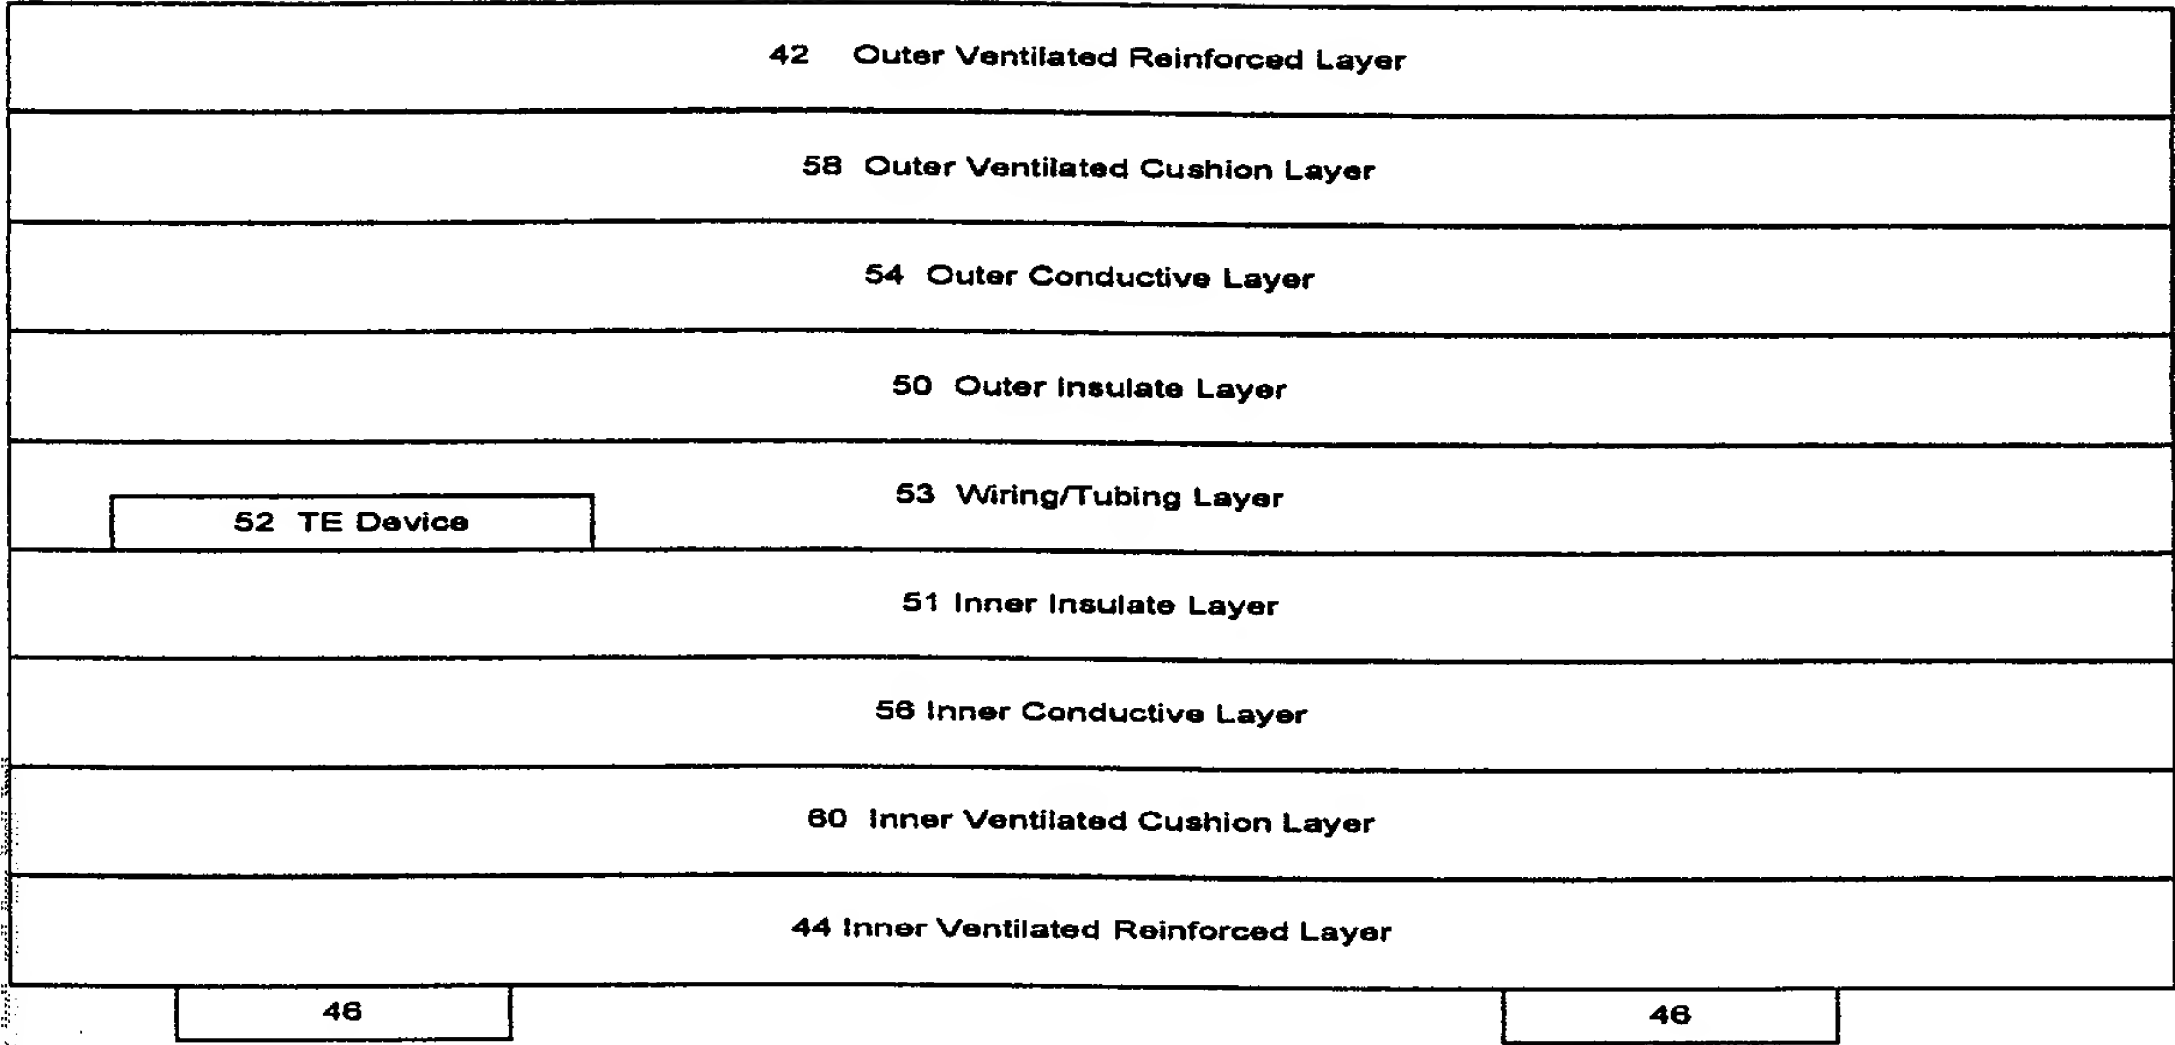 42 Outer Ventilated Reinforced Layer
58 Outer Ventilated Cushion Layer
54 Outer Conductive Layer
50 Outer Insulate Layer
53 Wiring/Tubing Layer
52 TE Device
51 Inner Insulate Layer
56 Inner Conductive Layer
60 Inner Ventilated Cushion Layer
44 Inner Ventilated Reinforced Layer
46
46